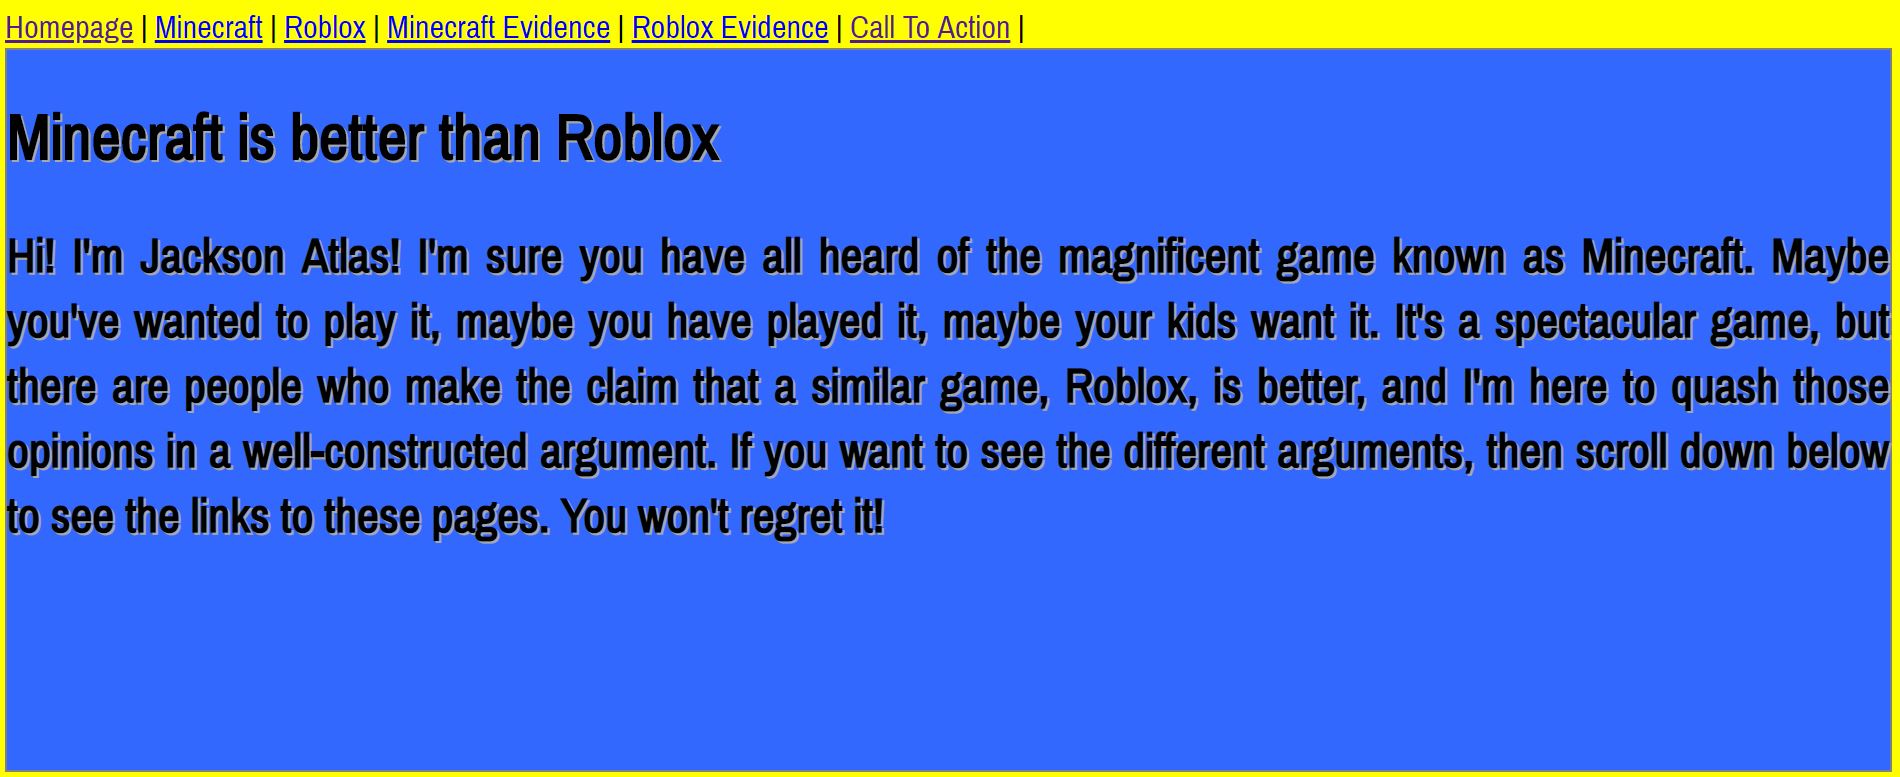 Homepage | Minecraft | Roblox | Minecraft Evidence | Roblox Evidence | Call To Action |
Minecraft is better than Roblox
Hi! I'm Jackson Atlas! I'm sure you have all heard of the magnificent game known as Minecraft. Maybe
you've wanted to play it, maybe you have played it, maybe your kids want it. It's a spectacular game, but
there are people who make the claim that a similar game, Roblox, is better, and I'm here to quash those
opinions in a well-constructed argument. If you want to see the different arguments, then scroll down below
to see the links to these pages. You won't regret it!